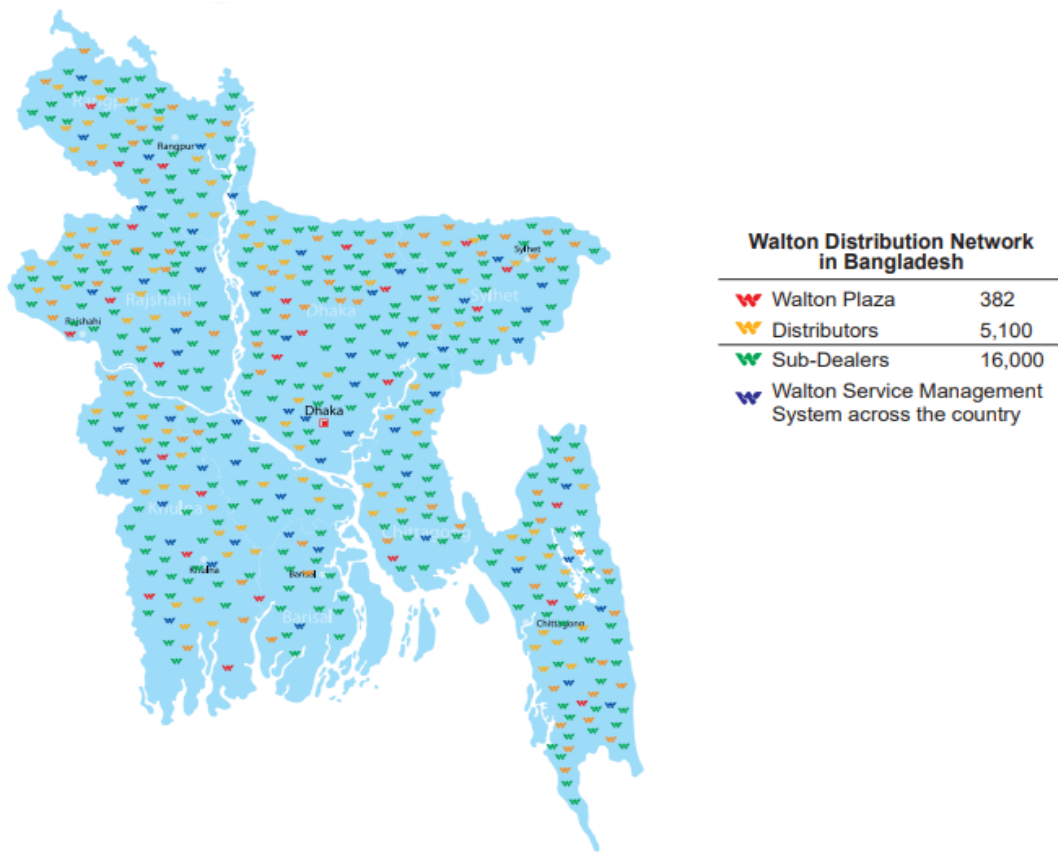 Rangpur
Rangpur
Sylhet
Rajshahi
Dhaka
Sylhet
Rajshahi
Dhaka
Khulna
Chittagong
Khulna
Barisal
Barisal
Chittagong
Walton Distribution Network
in Bangladesh
Walton Plaza 382
Distributors 5,100
Sub-Dealers 16,000
Walton Service Management
System across the country